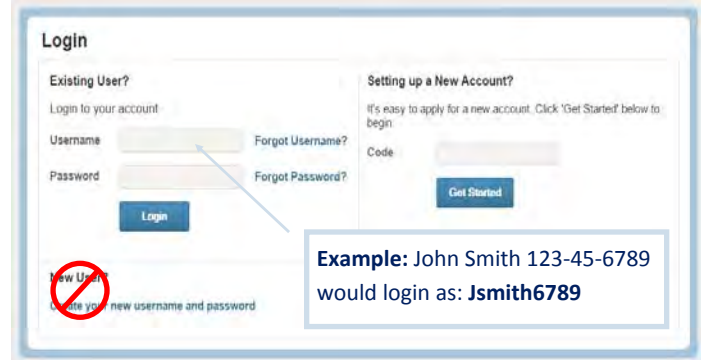 Login
Existing User?
Login to your account
Username
Forgot Username?
Password
Forgot Password?
Login
New User?
Create your new username and password
Setting up a New Account?
It's easy to apply for a new account. Click 'Get Started' below to
begin.
Code
Get Started
Example: John Smith 123-45-6789
would login as: Jsmith6789